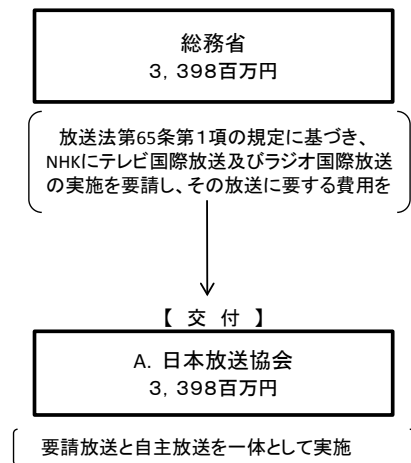 総務省
３，３９８百万円
放送法第65条第１項の規定に基づき、
NHKにテレビ国際放送及びラジオ国際放送
の実施を要請し、その放送に要する費用を
【 交 付 】
A. 日本放送協会
３，３９８百万円
要請放送と自主放送を一体として実施